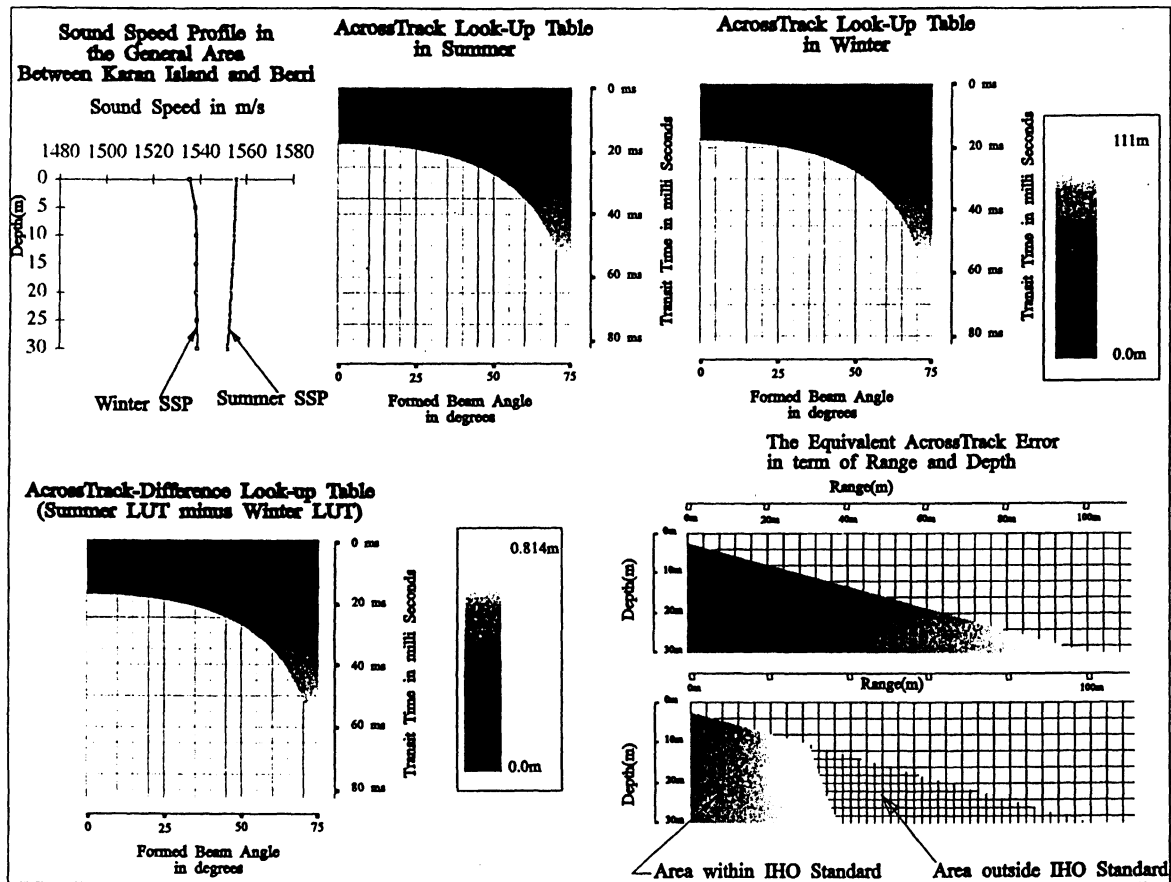 Sound Speed Profile in
the General Area
Between Karan Island and Berri
Sound Speed in m/s
1480 1500 1520 1540 1560 1580
Depth(m)
0
5
10
15
20
25
30
Winter SSP
Summer SSP
AcrossTrack Look-Up Table
in Summer
0 ms
20 ms
40 ms
60 ms
80 ms
Transit Time in milli Seconds
0 25 50 75
Formed Beam Angle
in degrees
AcrossTrack Look-Up Table
in Winter
0 ms
20 ms
40 ms
60 ms
80 ms
Transit Time in milli Seconds
0 25 50 75
Formed Beam Angle
in degrees
111m
0.0m
AcrossTrack-Difference Look-up Table
(Summer LUT minus Winter LUT)
0 ms
20 ms
40 ms
60 ms
80 ms
Transit Time in milli Seconds
0 25 50 75
Formed Beam Angle
in degrees
0.814m
0.0m
The Equivalent AcrossTrack Error
in term of Range and Depth
Range(m)
0m 20m 40m 60m 80m 100m
Depth(m)
0m
10m
20m
30m
0m Range(m) 100m
Depth(m)
0m
10m
20m
30m
Area within IHO Standard
Area outside IHO Standard